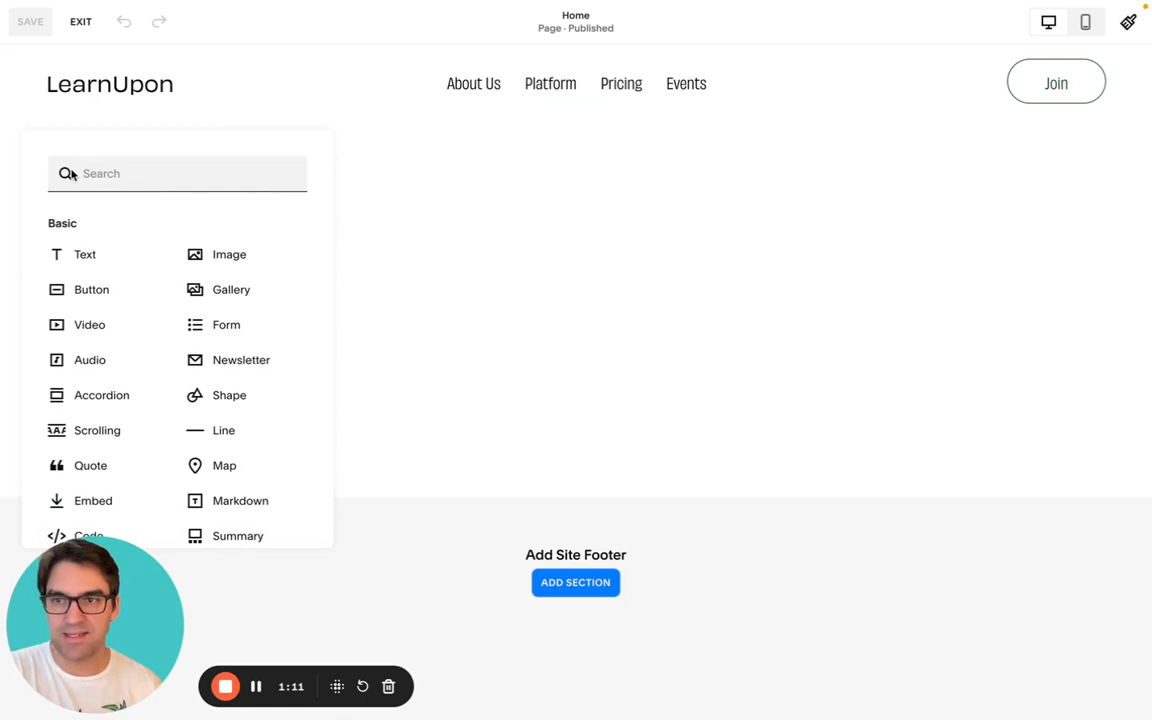 SAVE EXIT Home
Page · Published
LearnUpon About Us Platform Pricing Events Join
Search
Basic
Text Image
Button Gallery
Video Form
Audio Newsletter
Accordion Shape
Scrolling Line
Quote Map
Embed Markdown
Code Summary
Add Site Footer
ADD SECTION
1:11